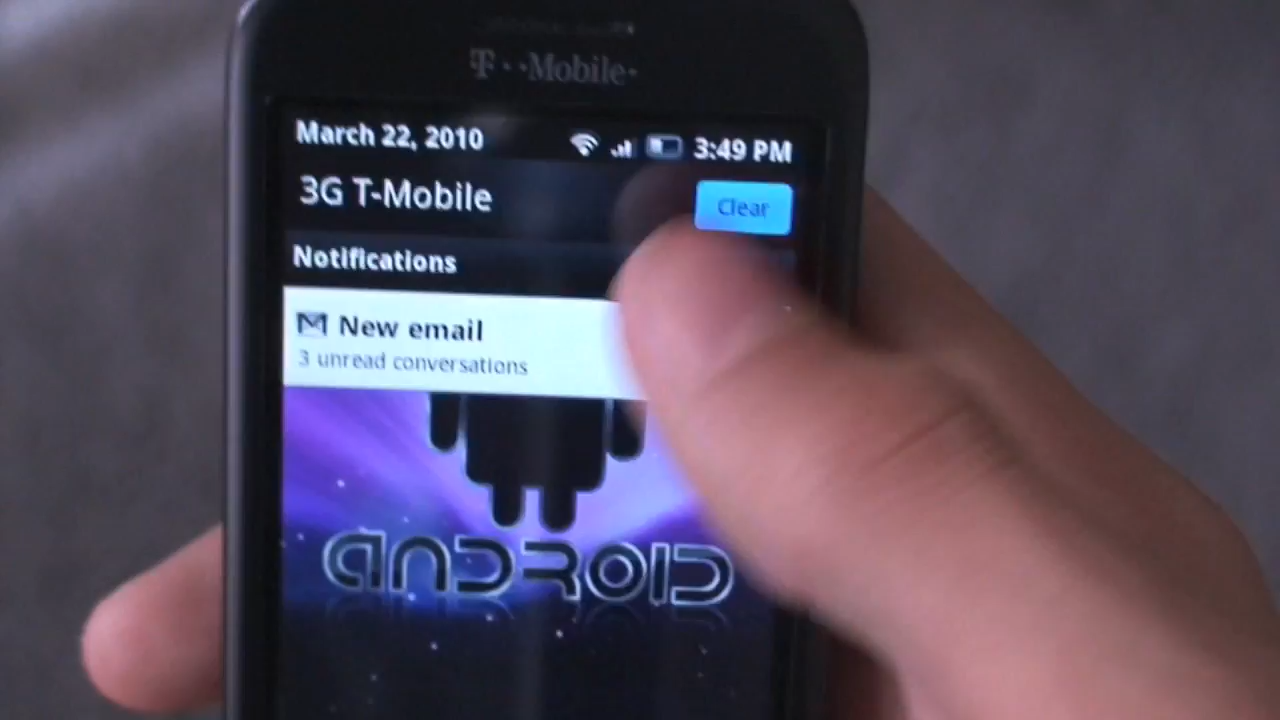 T··Mobile·
March 22, 2010 3:49 PM
3G T-Mobile
Clear
Notifications
New email
3 unread conversations
ANDROID